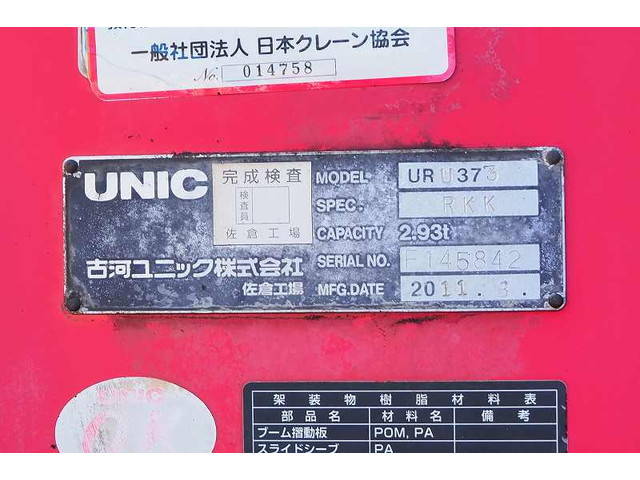 一般社団法人 日本クレーン協会
No. 014758
UNIC
完成検査
検査員
佐倉工場
古河ユニック株式会社
佐倉工場
MODEL URU373
SPEC. RKK
CAPACITY 2.93t
SERIAL NO. F145842
MFG.DATE 2011.3.
UNIC
OK
架装物樹脂材料表
部品名 材料名 備考
ブーム摺動板 POM, PA
スライドシーブ PA